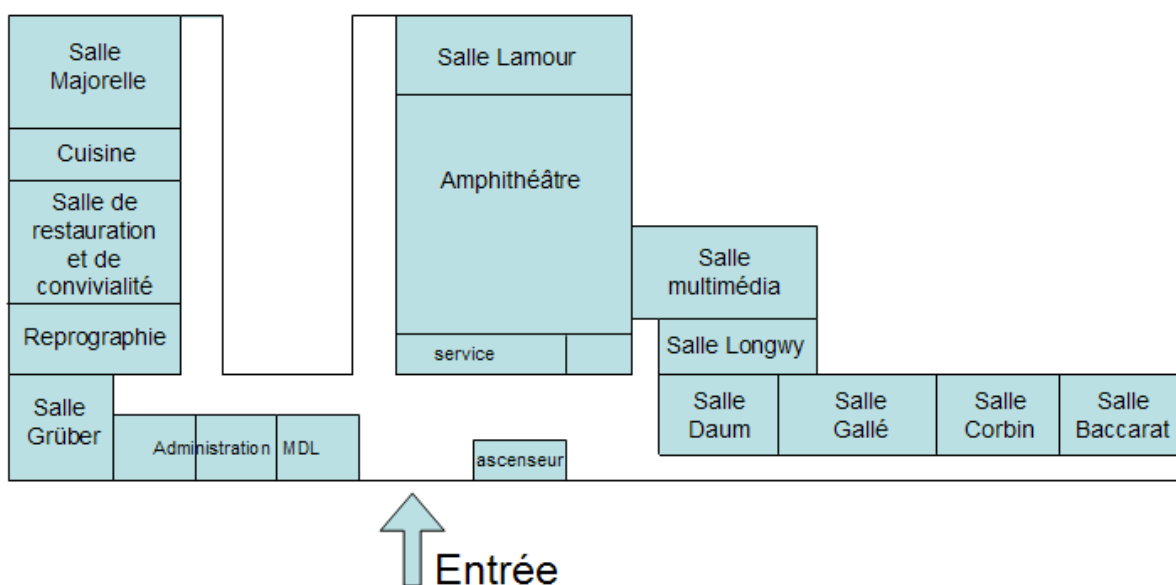 Salle
Majorelle
Cuisine
Salle de
restauration
et de
convivialité
Reprographie
Salle
Grüber
Administration
MDL
Salle Lamour
Amphithéâtre
service
ascenseur
Salle
multimédia
Salle Longwy
Salle
Daum
Salle
Gallé
Salle
Corbin
Salle
Baccarat
Entrée